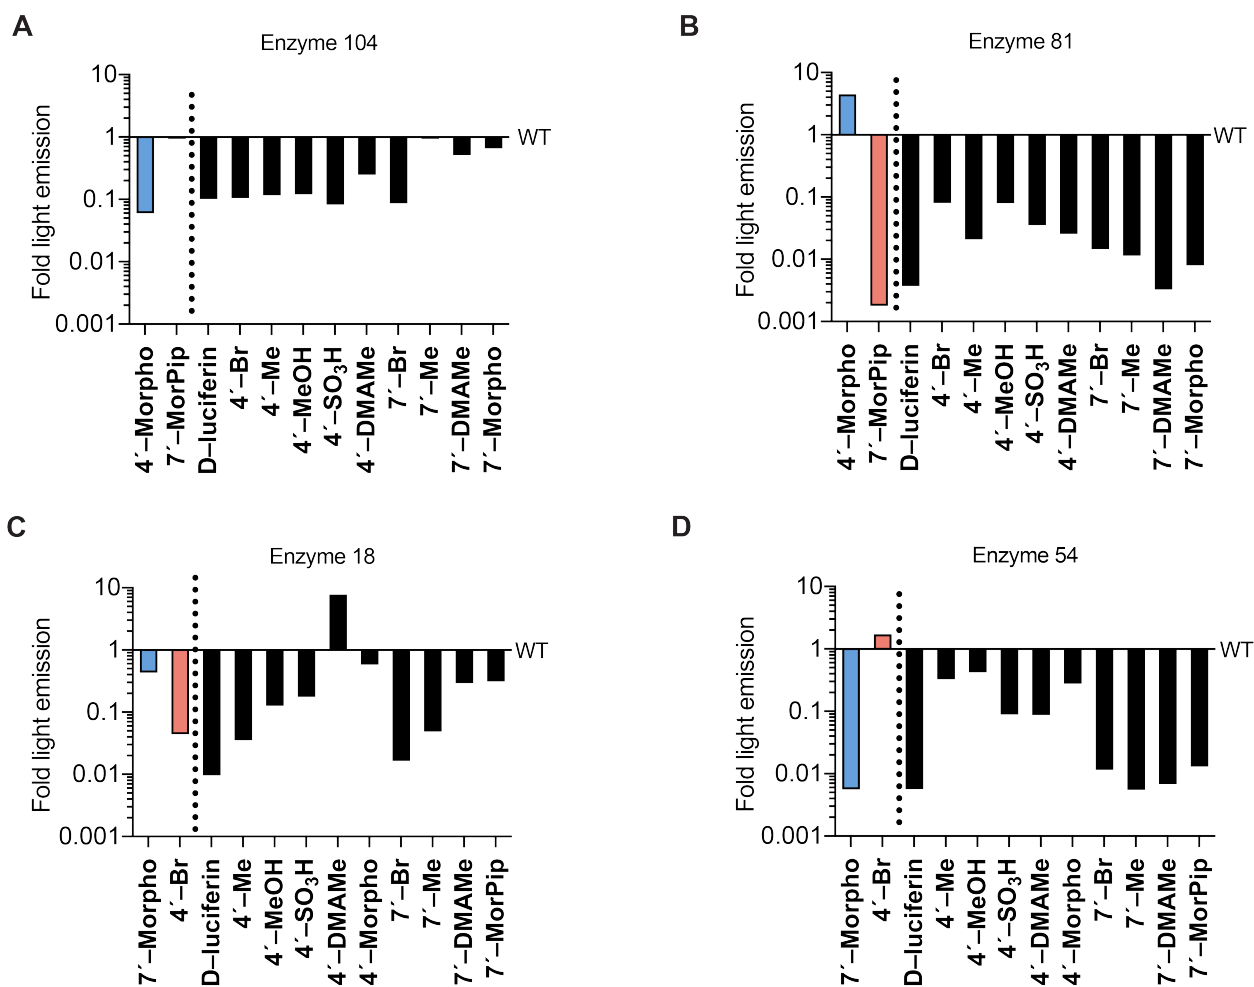 A
Enzyme 104
Fold light emission
10
1
0.1
0.01
0.001
WT
4´–Morpho
7´–MorPip
D–luciferin
4´–Br
4´–Me
4´–MeOH
4´–SO₃H
4´–DMAMe
7´–Br
7´–Me
7´–DMAMe
7´–Morpho
B
Enzyme 81
Fold light emission
10
1
0.1
0.01
0.001
WT
4´–Morpho
7´–MorPip
D–luciferin
4´–Br
4´–Me
4´–MeOH
4´–SO₃H
4´–DMAMe
7´–Br
7´–Me
7´–DMAMe
7´–Morpho
C
Enzyme 18
Fold light emission
10
1
0.1
0.01
0.001
WT
7´–Morpho
4´–Br
D–luciferin
4´–Me
4´–MeOH
4´–SO₃H
4´–DMAMe
4´–Morpho
7´–Br
7´–Me
7´–DMAMe
7´–MorPip
D
Enzyme 54
Fold light emission
10
1
0.1
0.01
0.001
WT
7´–Morpho
4´–Br
D–luciferin
4´–Me
4´–MeOH
4´–SO₃H
4´–DMAMe
4´–Morpho
7´–Br
7´–Me
7´–DMAMe
7´–MorPip